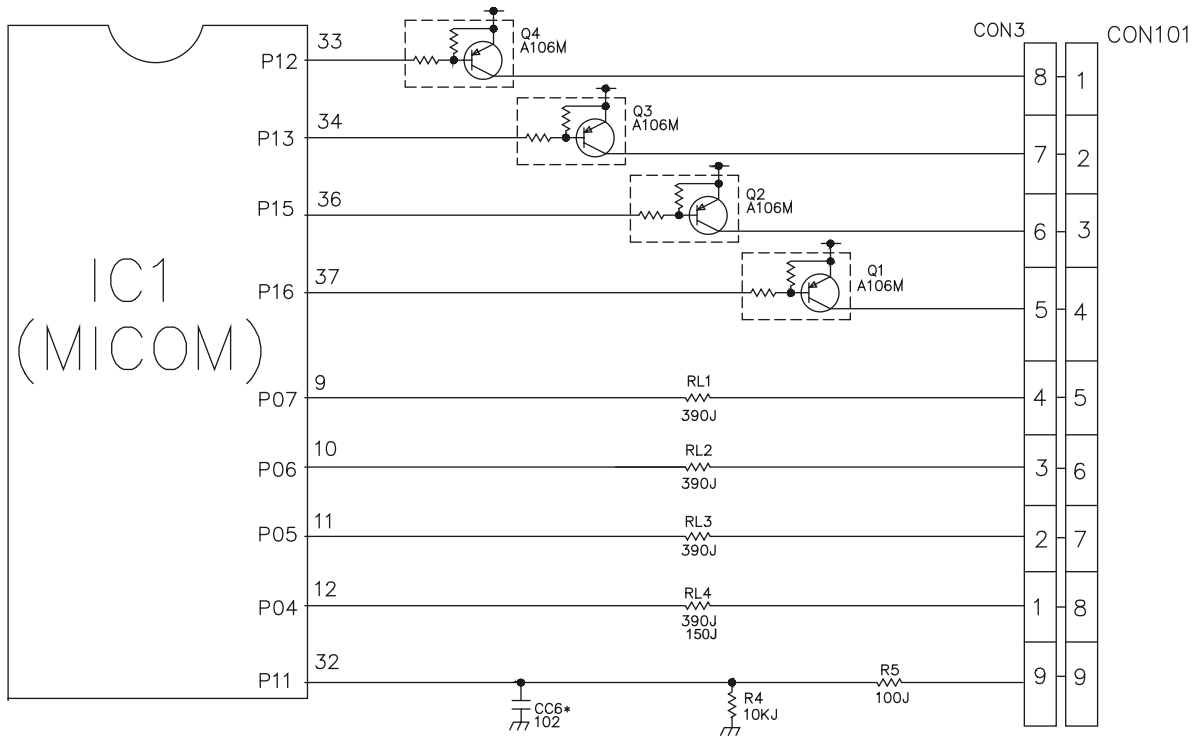 CON3
CON101
33
Q4
A106M
P12
8
1
34
Q3
A106M
P13
7
2
36
Q2
A106M
P15
6
3
IC1
(MICOM)
37
Q1
A106M
P16
5
4
9
RL1
P07
390J
4
5
10
RL2
P06
390J
3
6
11
RL3
P05
390J
2
7
12
RL4
P04
390J
150J
1
8
32
R5
P11
100J
9
9
CC6*
102
R4
10KJ